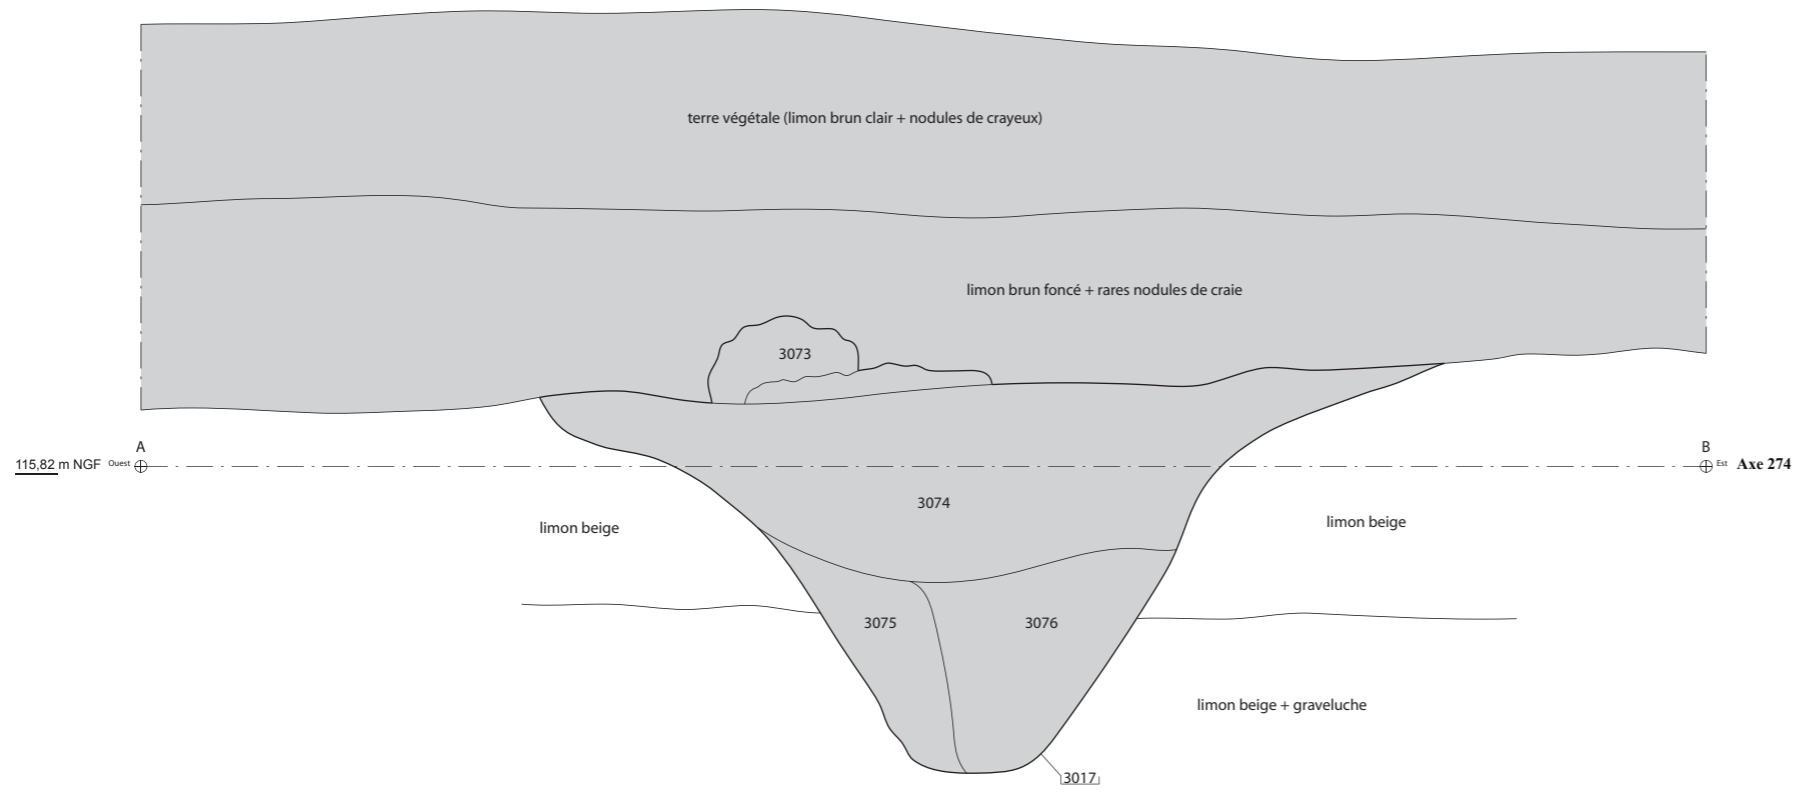 terre végétale (limon brun clair + nodules de crayeux)
limon brun foncé + rares nodules de craie
3073
A
B
115,82 m NGF Ouest
Est Axe 274
3074
limon beige
limon beige
3075
3076
limon beige + graveluche
3017